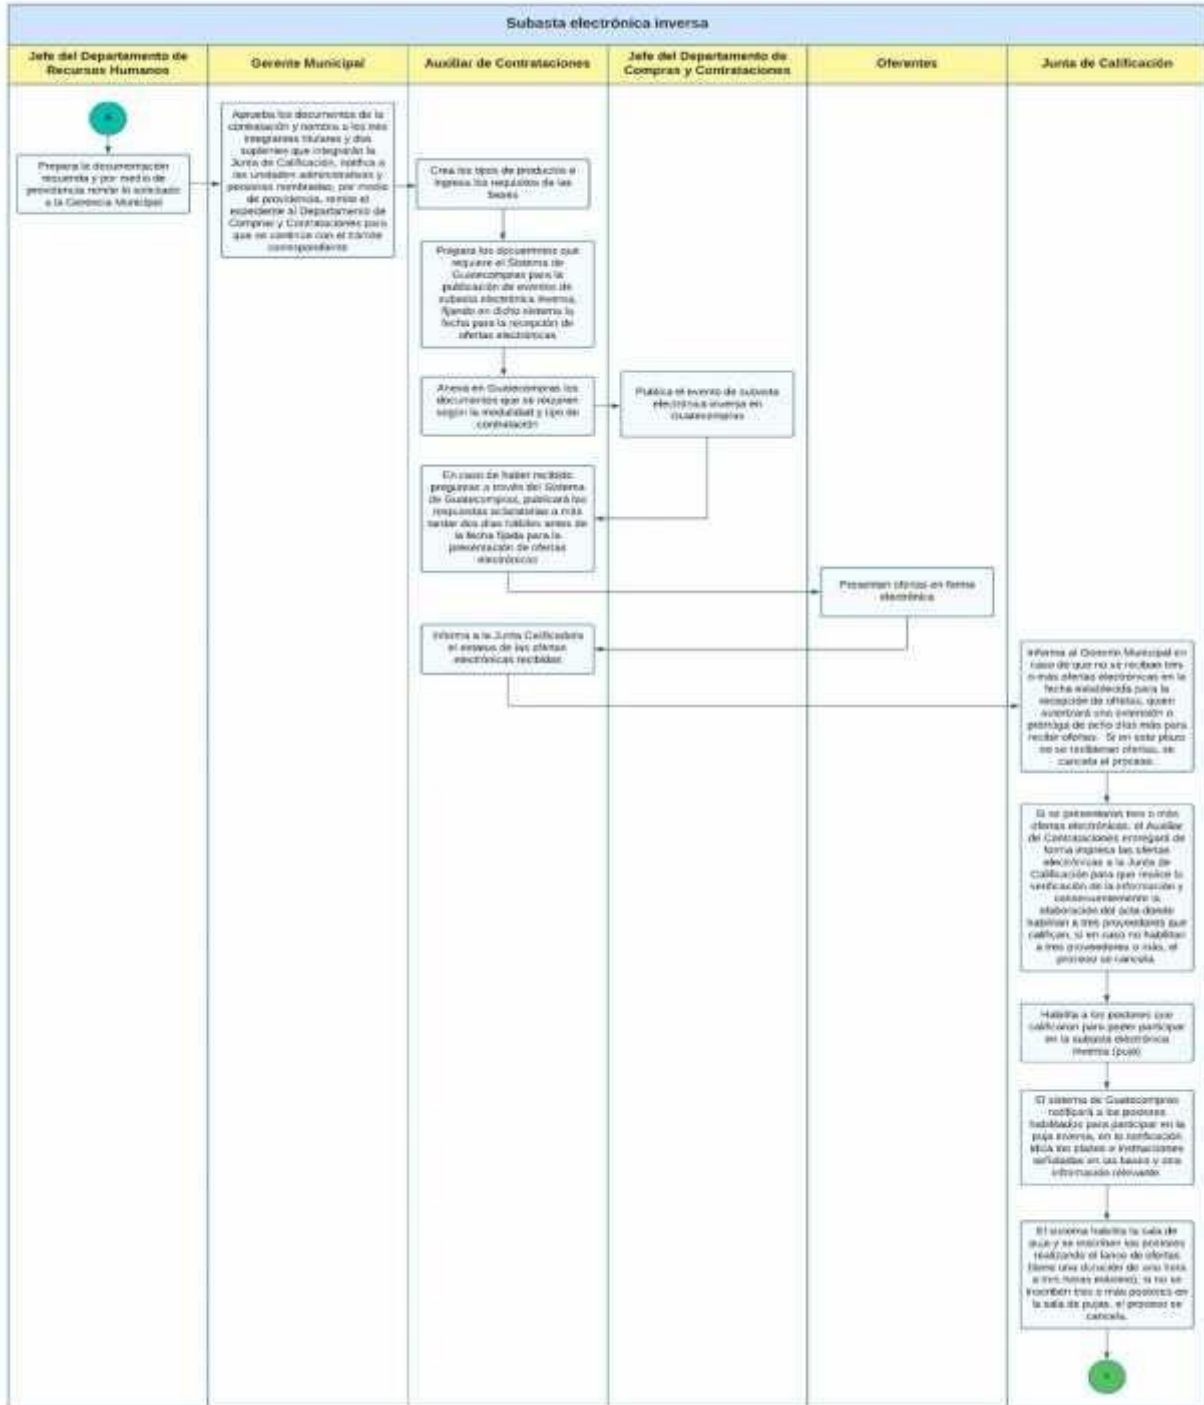 Subasta electrónica inversa
Jefe del Departamento de
Recursos Humanos
Gerente Municipal
Auxiliar de Contrataciones
Jefe del Departamento de
Compras y Contrataciones
Oferentes
Junta de Calificación
Prepara la documentación
requerida y por medio de
providencia remite lo solicitado
a la Gerencia Municipal
Aprueba los documentos de la
contratación y nombra a los tres
integrantes titulares y dos
suplentes que integrarán la
Junta de Calificación, notifica a
las unidades administrativas y
personas nombradas, por medio
de providencia, remite el
expediente al Departamento de
Compras y Contrataciones para
que se continúe con el trámite
correspondiente
Crea los tipos de productos e
ingresa los requisitos de las
bases
Prepara los documentos que
requiere el Sistema de
Guatecompras para la
publicación de eventos de
subasta electrónica inversa,
fijando en dicho sistema la
fecha para la recepción de
ofertas electrónicas
Anexa en Guatecompras los
documentos que se requieren
según la modalidad y tipo de
contratación
Publica el evento de subasta
electrónica inversa en
Guatecompras
En caso de haber recibido
preguntas a través del Sistema
de Guatecompras, publicará las
respuestas aclaratorias a más
tardar dos días hábiles antes de
la fecha fijada para la
presentación de ofertas
electrónicas
Presentan ofertas en forma
electrónica
Informa a la Junta Calificadora
el estatus de las ofertas
electrónicas recibidas
Informa al Gerente Municipal en
caso de que no se reciban tres
o más ofertas electrónicas en la
fecha establecida para la
recepción de ofertas, quien
autorizará una extensión o
prórroga de ocho días más para
recibir ofertas. Si en este plazo
no se recibieran ofertas, se
cancela el proceso.
Si se presentaron tres o más
ofertas electrónicas, el Auxiliar
de Contrataciones entregará de
forma impresa las ofertas
electrónicas a la Junta de
Calificación para que realice la
verificación de la información y
consecuentemente la
elaboración del acta donde
habilitan a tres proveedores que
califican, si en caso no habilitan
a tres proveedores o más, el
proceso se cancela.
Habilita a los postores que
calificaron para poder participar
en la subasta electrónica
inversa (puja)
El sistema de Guatecompras
notificará a los postores
habilitados para participar en la
puja inversa, en la notificación
los plazos e instrucciones
señaladas en las bases y otra
información relevante
El sistema habilita la sala de
puja y se inscriben los postores
realizando el lance de ofertas
(tiene una duración de una hora
a tres horas máximo), si no se
inscriben tres o más postores en
la sala de pujas, el proceso se
cancela.